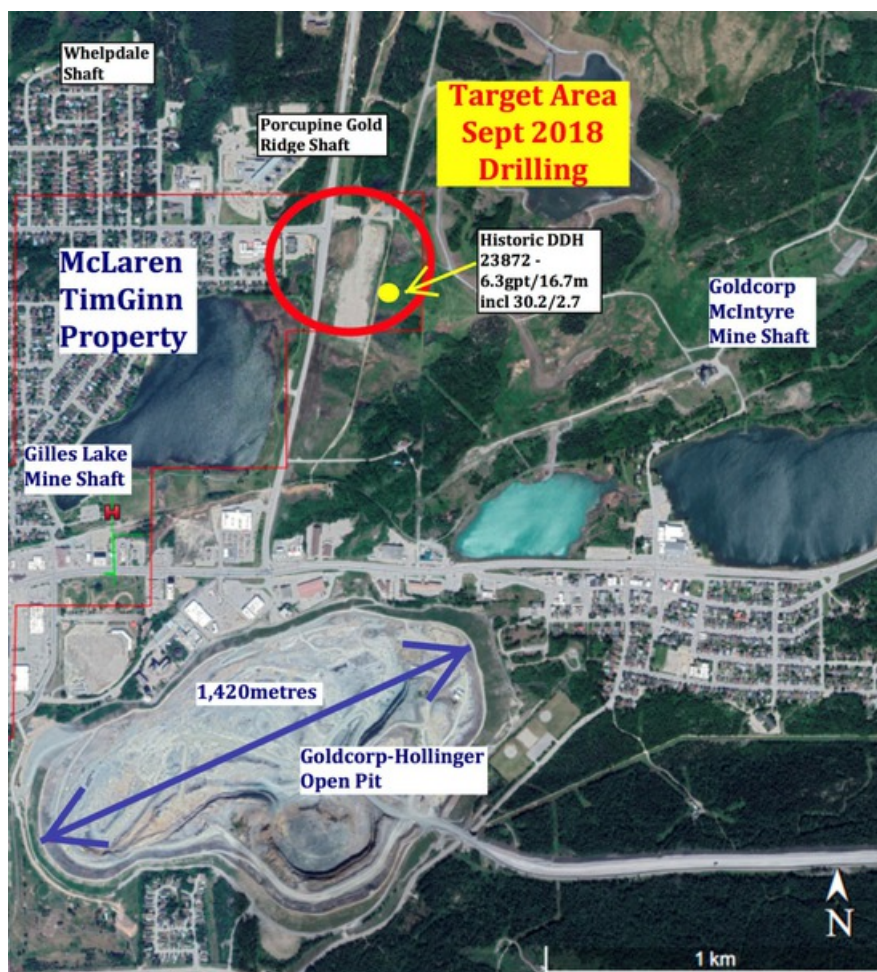 Whelpdale
Shaft
Porcupine Gold
Ridge Shaft
Target Area
Sept 2018
Drilling
McLaren
TimGinn
Property
Historic DDH
23872 -
6.3gpt/16.7m
incl 30.2/2.7
Goldcorp
McIntyre
Mine Shaft
Gilles Lake
Mine Shaft
H
1,420metres
Goldcorp-Hollinger
Open Pit
N
1 km